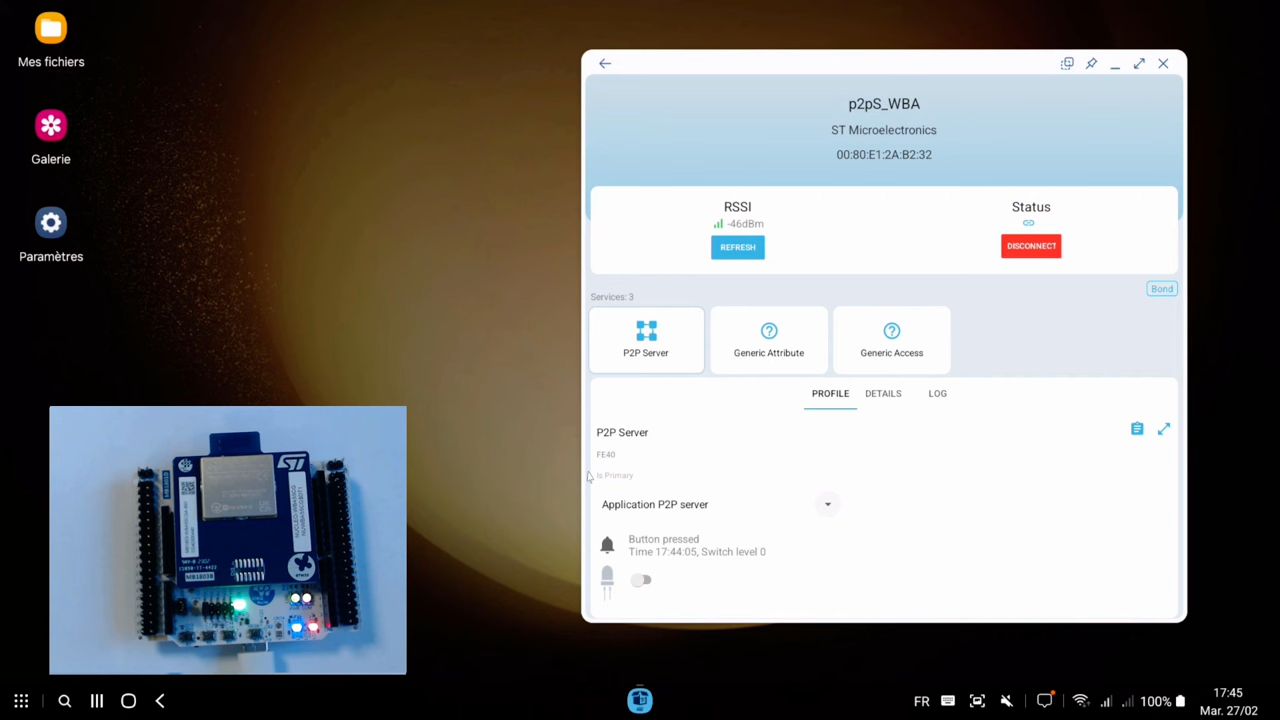 Mes fichiers
Galerie
Paramètres
p2pS_WBA
ST Microelectronics
00:80:E1:2A:B2:32
RSSI
-46dBm
REFRESH
Status
DISCONNECT
Bond
Services: 3
P2P Server
Generic Attribute
Generic Access
PROFILE
DETAILS
LOG
P2P Server
FE40
Is Primary
Application P2P server
Button pressed
Time 17:44:05, Switch level 0
MB1803B
FR
100%
17:45
Mar. 27/02